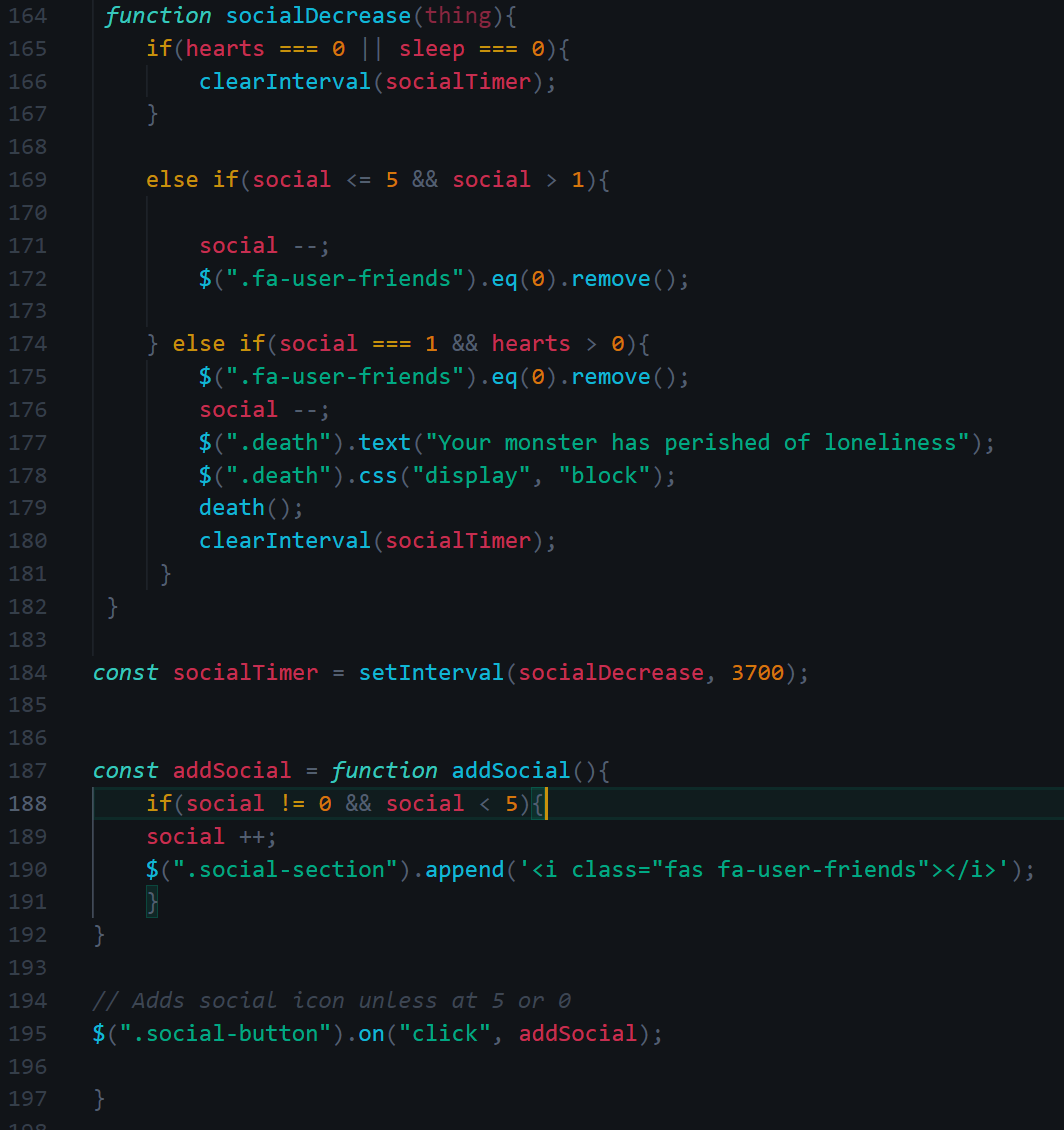 164 function socialDecrease(thing){
165 if(hearts === 0 || sleep === 0){
166 clearInterval(socialTimer);
167 }
168
169 else if(social <= 5 && social > 1){
170
171 social --;
172 $(".fa-user-friends").eq(0).remove();
173
174 } else if(social === 1 && hearts > 0){
175 $(".fa-user-friends").eq(0).remove();
176 social --;
177 $(".death").text("Your monster has perished of loneliness");
178 $(".death").css("display", "block");
179 death();
180 clearInterval(socialTimer);
181 }
182 }
183
184 const socialTimer = setInterval(socialDecrease, 3700);
185
186
187 const addSocial = function addSocial(){
188 if(social != 0 && social < 5){
189 social ++;
190 $(".social-section").append('<i class="fas fa-user-friends"></i>');
191 }
192 }
193
194 // Adds social icon unless at 5 or 0
195 $(".social-button").on("click", addSocial);
196
197 }